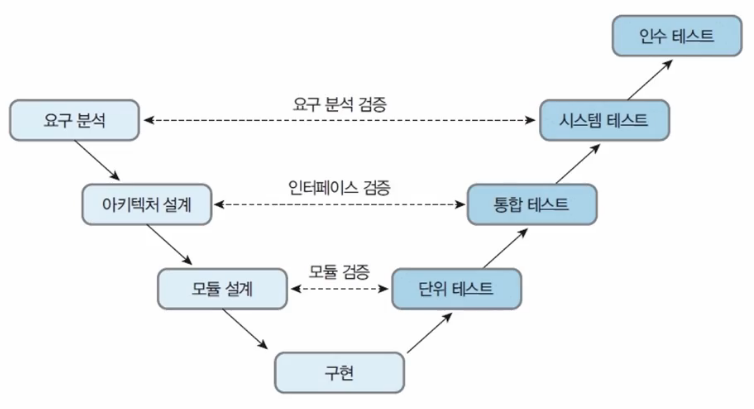 인수 테스트
요구 분석
요구 분석 검증
시스템 테스트
아키텍처 설계
인터페이스 검증
통합 테스트
모듈 설계
모듈 검증
단위 테스트
구현